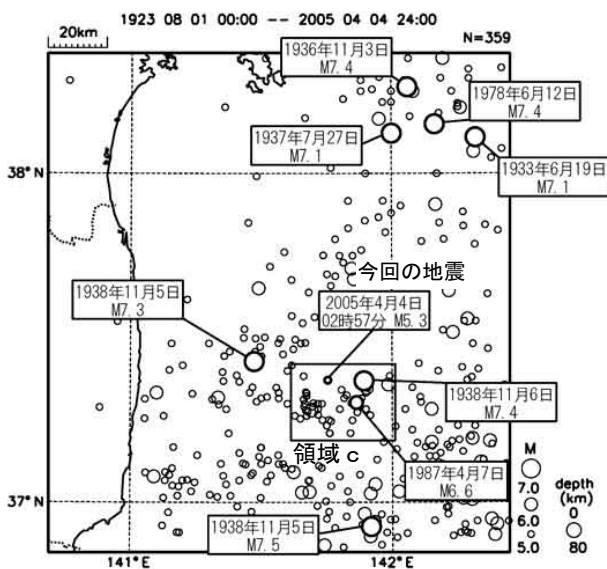 1923 08 01 00:00 -- 2005 04 04 24:00
20km
N=359
1936年11月3日
M7.4
1978年6月12日
M7.4
1937年7月27日
M7.1
1933年6月19日
M7.1
38°N
今回の地震
1938年11月5日
M7.3
2005年4月4日
02時57分 M5.3
1938年11月6日
M7.4
領域c
1987年4月7日
M6.6
M
7.0
6.0
5.0
depth
(km)
0
80
37°N
1938年11月5日
M7.5
141°E
142°E